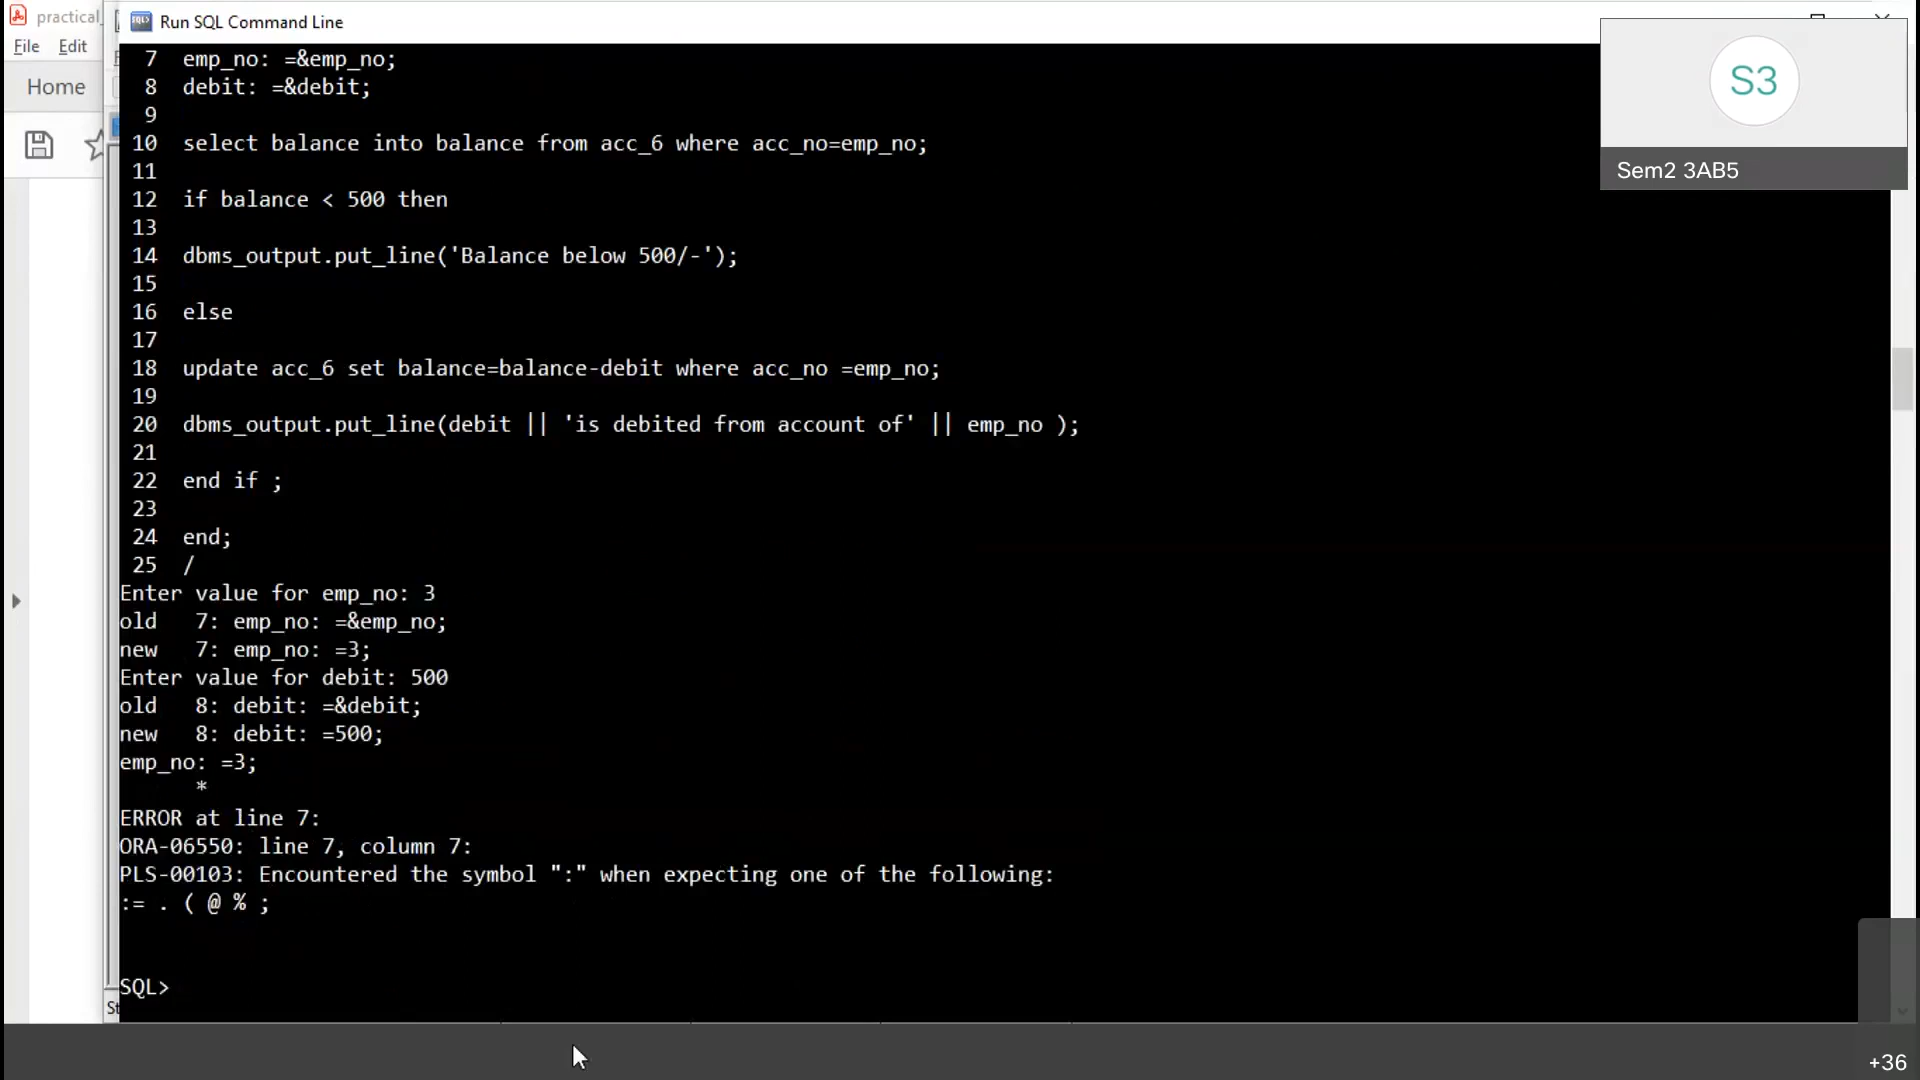 practical_
Run SQL Command Line
File Edit
Home
7 emp_no: =&emp_no;
8 debit: =&debit;
9
10 select balance into balance from acc_6 where acc_no=emp_no;
11
12 if balance < 500 then
13
14 dbms_output.put_line('Balance below 500/-');
15
16 else
17
18 update acc_6 set balance=balance-debit where acc_no =emp_no;
19
20 dbms_output.put_line(debit || 'is debited from account of' || emp_no );
21
22 end if ;
23
24 end;
25 /
Enter value for emp_no: 3
old 7: emp_no: =&emp_no;
new 7: emp_no: =3;
Enter value for debit: 500
old 8: debit: =&debit;
new 8: debit: =500;
emp_no: =3;
*
ERROR at line 7:
ORA-06550: line 7, column 7:
PLS-00103: Encountered the symbol ":" when expecting one of the following:
:= . ( @ % ;
SQL>
S3
Sem2 3AB5
+36